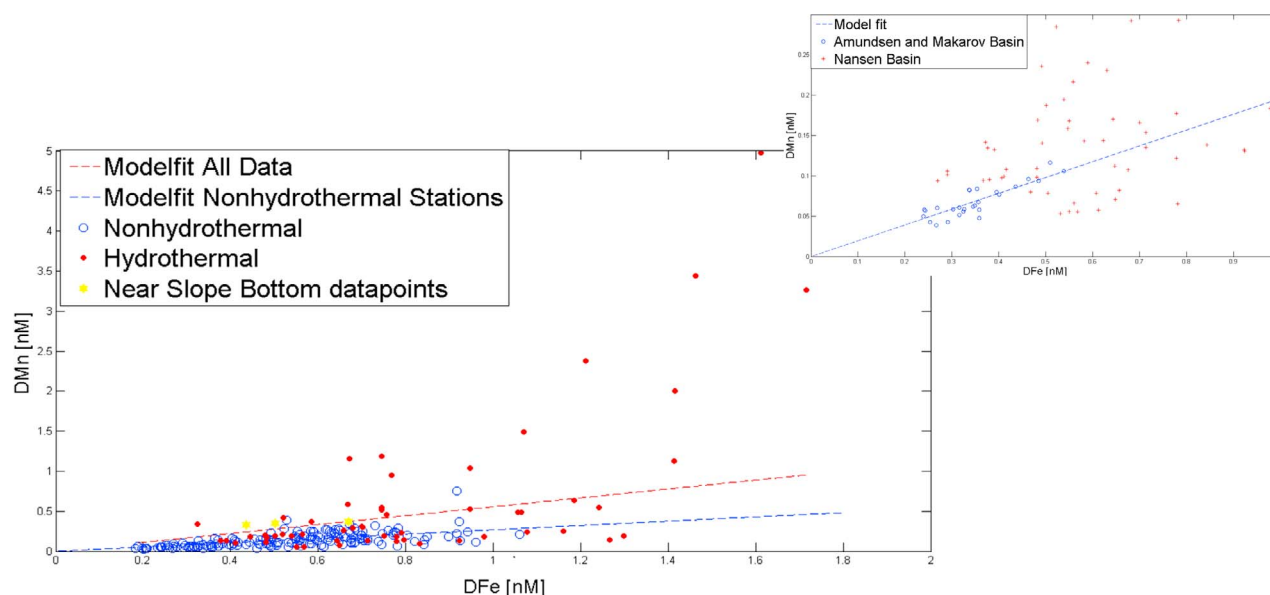 Model fit
Amundsen and Makarov Basin
Nansen Basin
0.25
0.2
0.15
0.1
0.05
0
DMn [nM]
0 0.1 0.2 0.3 0.4 0.5 0.6 0.7 0.8 0.9
DFe [nM]
Modelfit All Data
Modelfit Nonhydrothermal Stations
Nonhydrothermal
Hydrothermal
Near Slope Bottom datapoints
5
4.5
4
3.5
3
2.5
2
1.5
1
0.5
0
DMn [nM]
0 0.2 0.4 0.6 0.8 1 1.2 1.4 1.6 1.8 2
DFe [nM]